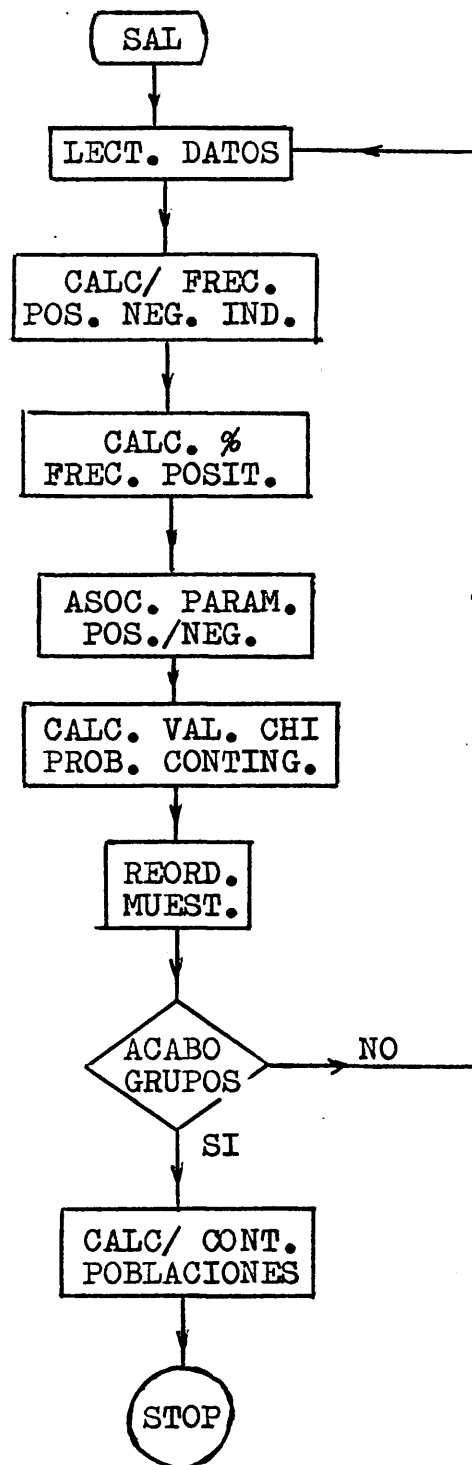 SAL
LECT. DATOS
CALC/ FREC.
POS. NEG. IND.
CALC. %
FREC. POSIT.
ASOC. PARAM.
POS./NEG.
CALC. VAL. CHI
PROB. CONTING.
REORD.
MUEST.
ACABO
GRUPOS
NO
SI
CALC/ CONT.
POBLACIONES
STOP